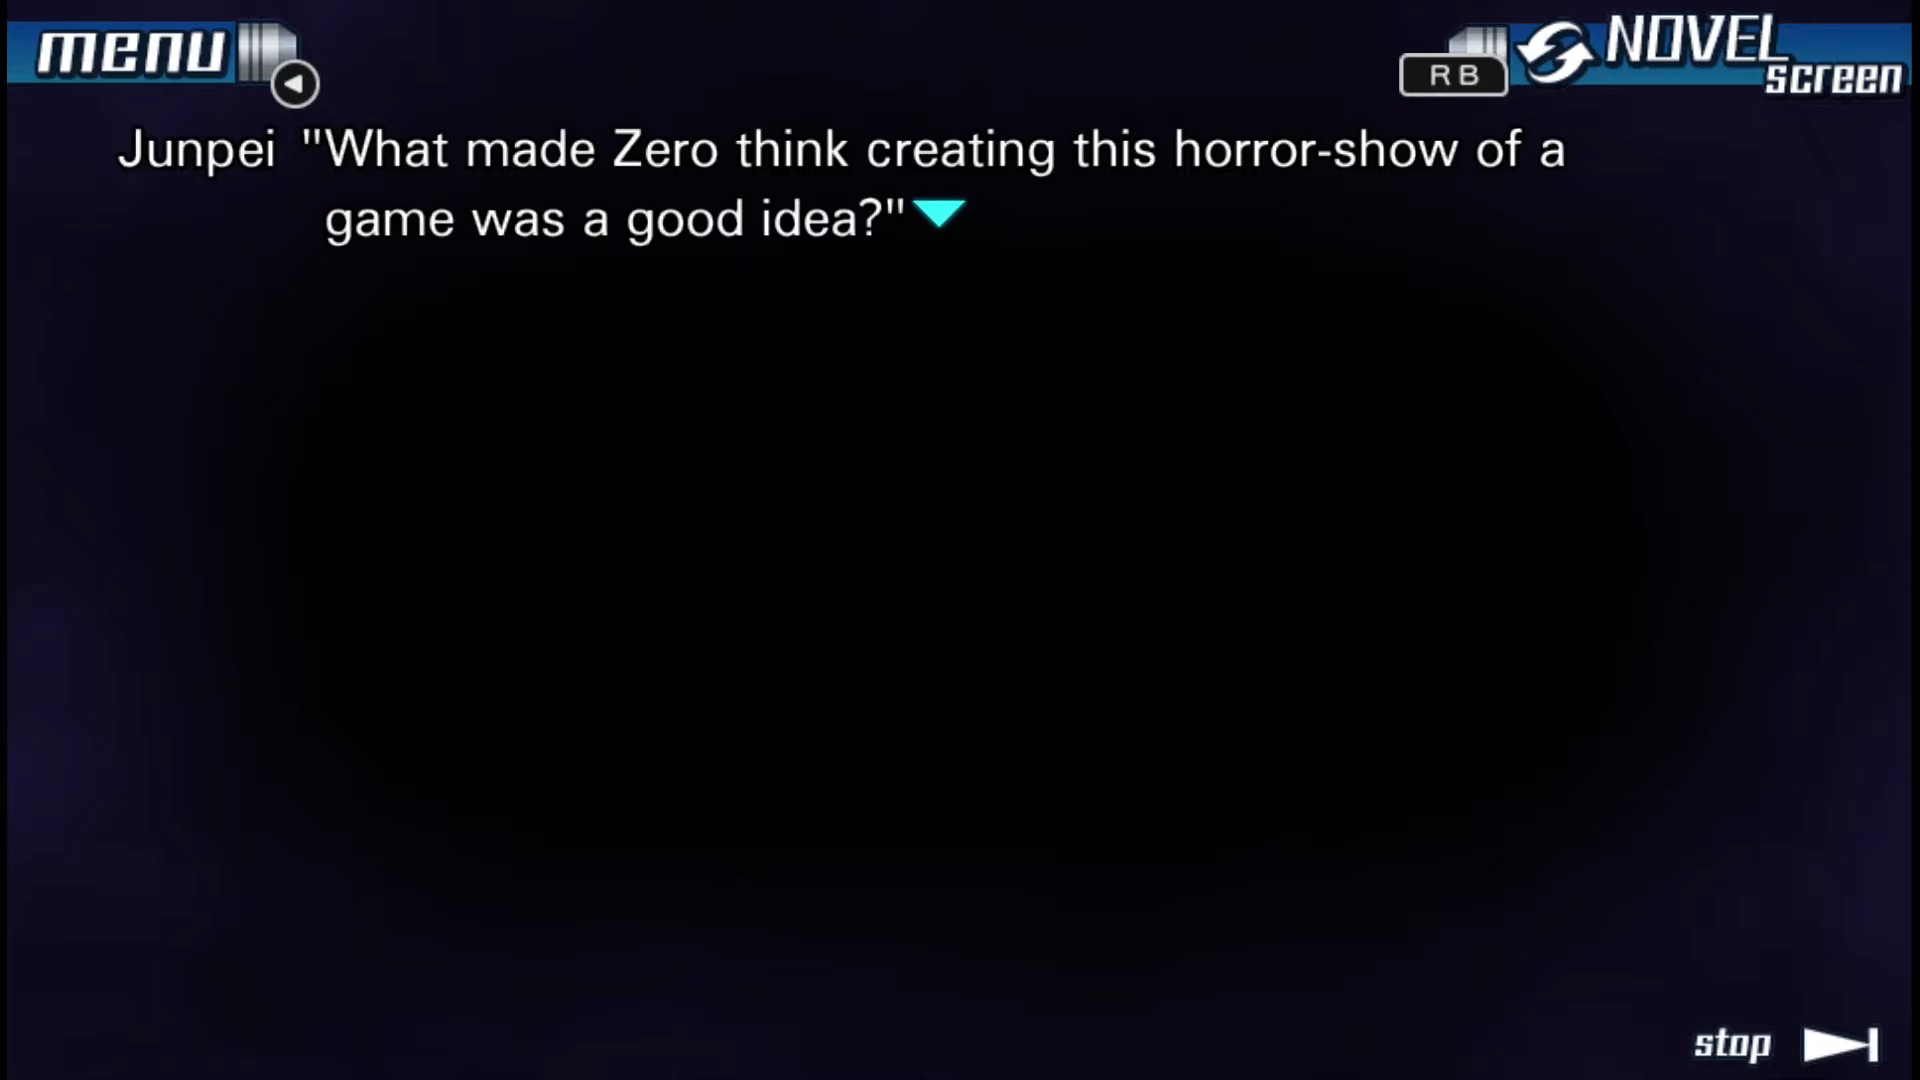 menu
RB
NOVEL
screen
Junpei "What made Zero think creating this horror-show of a
game was a good idea?"
stop